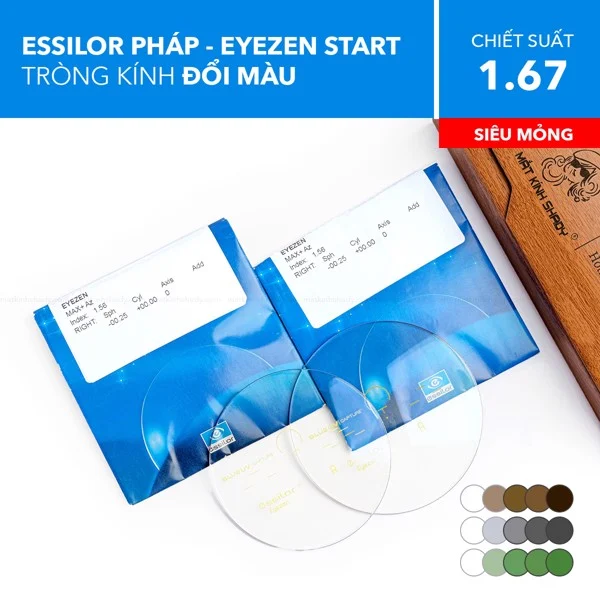 ESSILOR PHÁP - EYEZEN START
TRÒNG KÍNH ĐỔI MÀU
CHIẾT SUẤT
1.67
SIÊU MỎNG
MẮT KÍNH SHADY
EYEZEN
MAX+ Az
Index: 1.56
Sph Cyl Axis Add
RIGHT: -00.25 +00.00 0
essilor
EYEZEN
MAX+ Az
Index: 1.56
Sph Cyl Axis Add
RIGHT: -00.25 +00.00 0
essilor
R
R